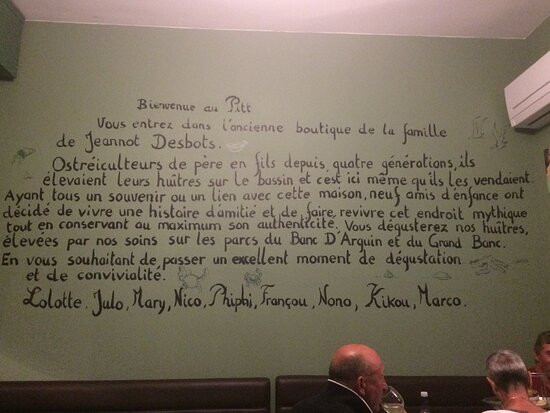 Bienvenue au Pitt
Vous entrez dans l'ancienne boutique de la famille
de Jeannot Desbots.
Ostréiculteurs de père en fils depuis quatre générations, ils
élevaient leurs huîtres sur le bassin et c'est ici même qu'ils les vendaient.
Ayant tous un souvenir ou un lien avec cette maison, neuf amis d'enfance ont
décidé de vivre une histoire d'amitié et de faire revivre cet endroit mythique
tout en conservant au maximum son authenticité. Vous dégusterez nos huîtres,
élevées par nos soins sur les parcs du Banc D'Arguin et du Grand Banc.
En vous souhaitant de passer un excellent moment de dégustation
et de convivialité.
Lolotte, Julo, Mary, Nico, Phiphi, Françou, Nono, Kikou, Marco.